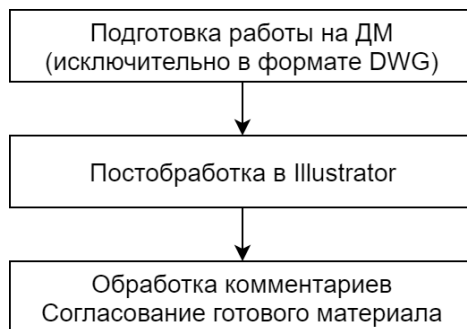 Подготовка работы на ДМ
(исключительно в формате DWG)
Постобработка в Illustrator
Обработка комментариев
Согласование готового материала